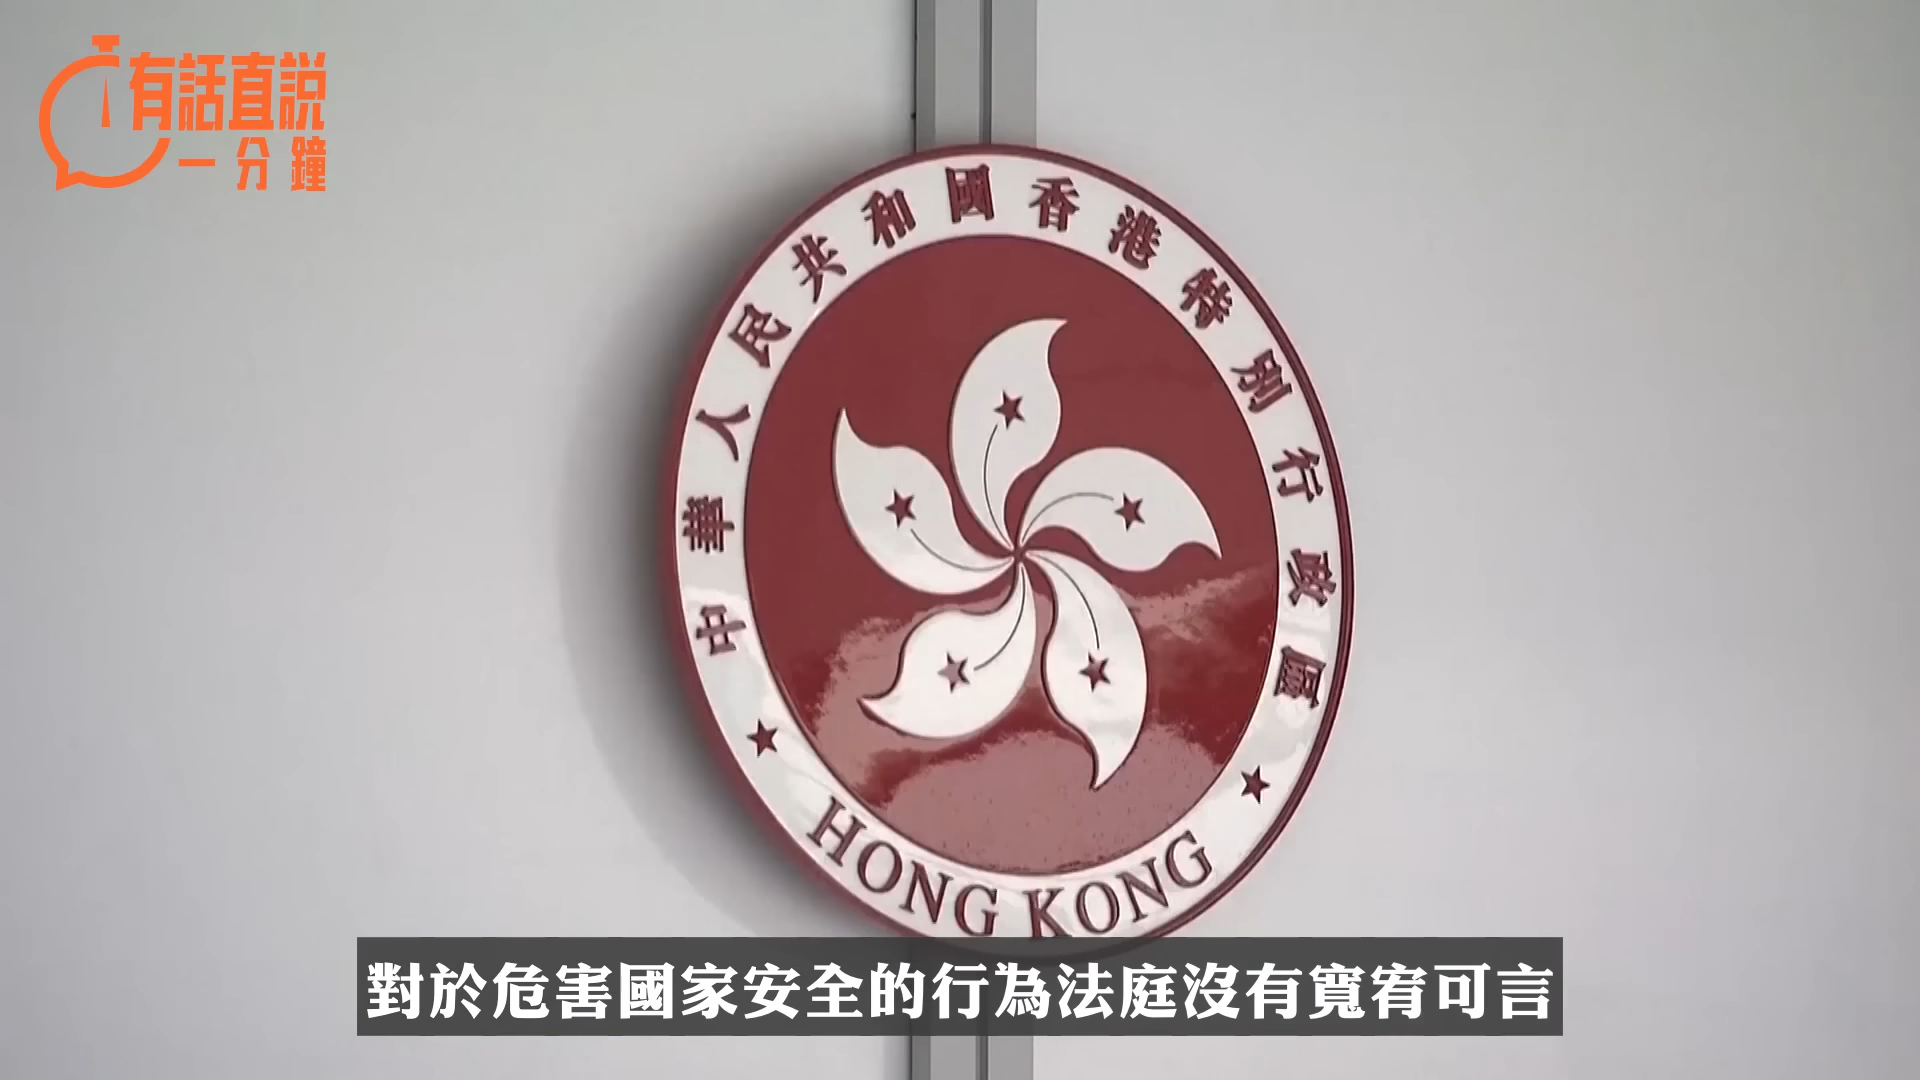 有話直説
一分鐘
中華人民共和國香港特別行政區
HONG KONG
對於危害國家安全的行為法庭沒有寬宥可言